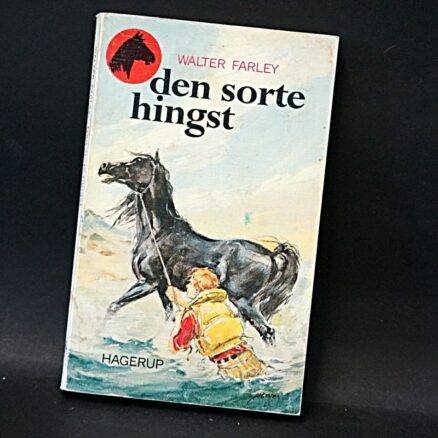 WALTER FARLEY
den sorte
hingst
HAGERUP